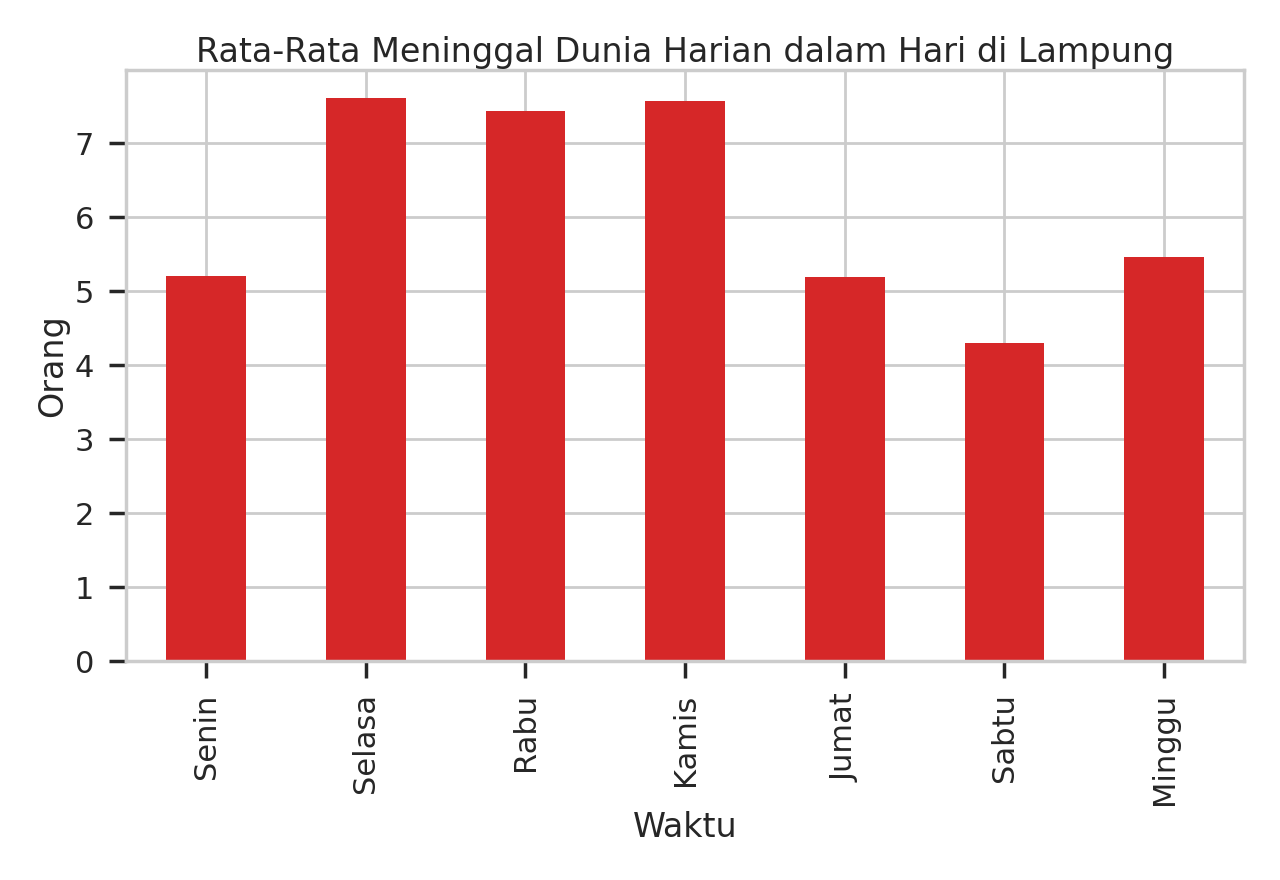 Rata-Rata Meninggal Dunia Harian dalam Hari di Lampung
7
6
5
4
3
2
1
0
Orang
Senin
Selasa
Rabu
Kamis
Jumat
Sabtu
Minggu
Waktu